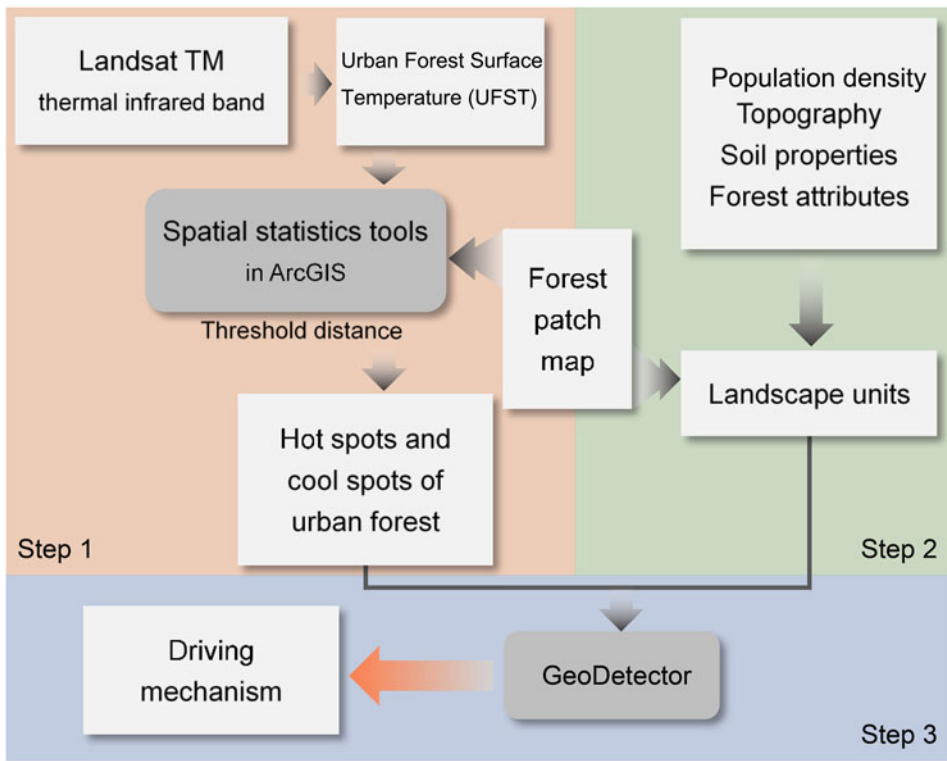 Landsat TM
thermal infrared band
Urban Forest Surface
Temperature (UFST)
Spatial statistics tools
in ArcGIS
Threshold distance
Hot spots and
cool spots of
urban forest
Step 1
Forest
patch
map
Population density
Topography
Soil properties
Forest attributes
Landscape units
Step 2
Driving
mechanism
GeoDetector
Step 3